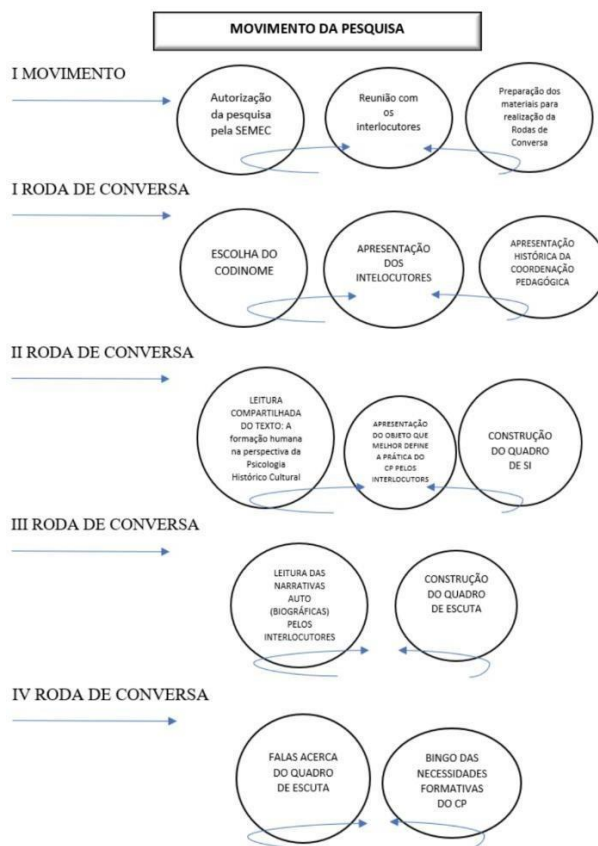 MOVIMENTO DA PESQUISA
I MOVIMENTO
Autorização
da pesquisa
pela SEMEC
Reunião com
os
interlocutores
Preparação dos
materiais para
realização da
Rodas de
Conversa
I RODA DE CONVERSA
ESCOLHA DO
CODINOME
APRESENTAÇÃO
DOS
INTELOCUTORES
APRESENTAÇÃO
HISTÓRICA DA
COORDENAÇÃO
PEDAGÓGICA
II RODA DE CONVERSA
LEITURA
COMPARTILHADA
DO TEXTO: A
formação humana
na perspectiva da
Psicologia
Histórico Cultural
APRESENTAÇÃO
DO OBJETO QUE
MELHOR DEFINE
A PRÁTICA DO
CP PELOS
INTERLOCUTORS
CONSTRUÇÃO
DO QUADRO
DE SI
III RODA DE CONVERSA
LEITURA DAS
NARRATIVAS
AUTO
(BIOGRÁFICAS)
PELOS
INTERLOCUTORES
CONSTRUÇÃO
DO QUADRO
DE ESCUTA
IV RODA DE CONVERSA
FALAS ACERCA
DO QUADRO
DE ESCUTA
BINGO DAS
NECESSIDADES
FORMATIVAS
DO CP